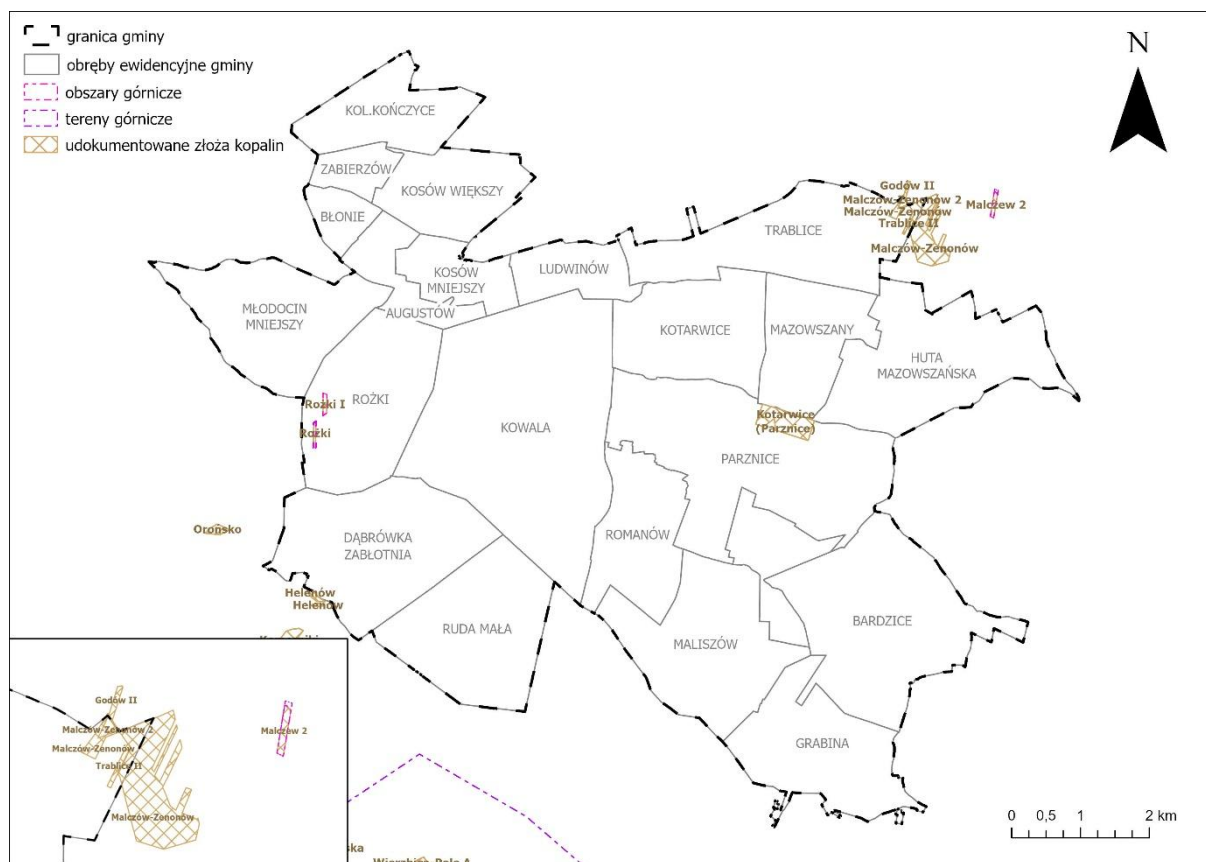 granica gminy
obręby ewidencyjne gminy
obszary górnicze
tereny górnicze
udokumentowane złoża kopalin
N
KOL.KOŃCZYCE
ZABIERZÓW
KOSÓW WIĘKSZY
BŁONIE
Godów II
Malczów-Zenonów 2
Malczów-Zenonów
Trablice II
Malczew 2
Malczów-Zenonów
TRABLICE
LUDWINÓW
KOSÓW
MNIEJSZY
AUGUSTÓW
MŁODOCIN
MNIEJSZY
KOTARWICE
MAZOWSZANY
HUTA
MAZOWSZAŃSKA
Rożki I
ROŻKI
Rożki
KOWALA
Kotarwice
(Parznice)
PARZNICE
Orońsko
DĄBRÓWKA
ZABŁOTNIA
ROMANÓW
Helenów
Helenów
RUDA MAŁA
MALISZÓW
BARDZICE
GRABINA
Godów II
Malczów-Zenonów 2
Malczów-Zenonów
Trablice II
Malczew 2
Malczów-Zenonów
0 0,5 1 2 km
ska